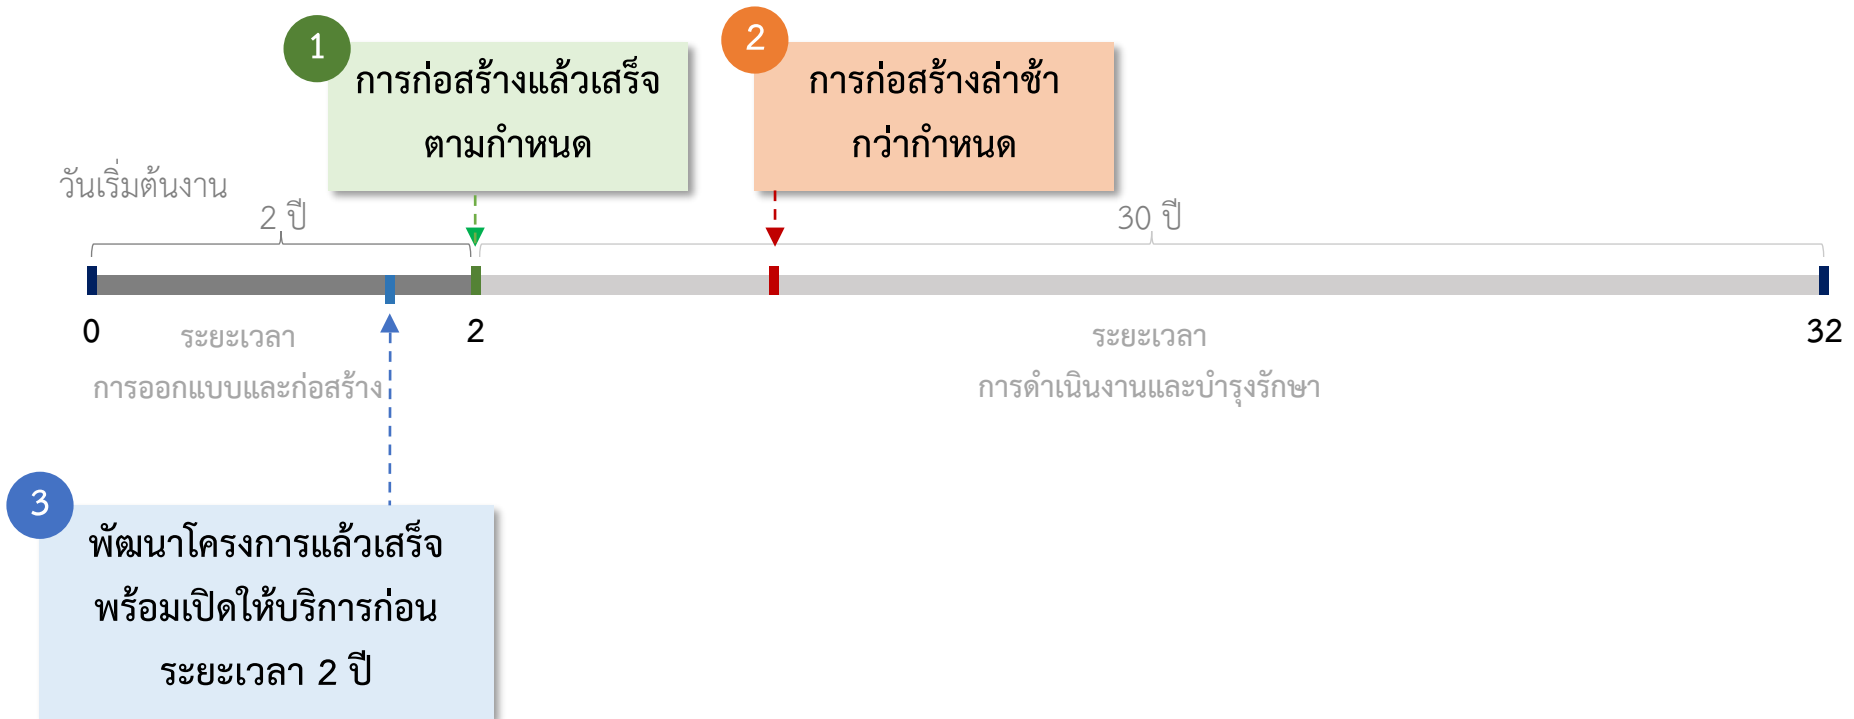 1
การก่อสร้างแล้วเสร็จ
ตามกำหนด
2
การก่อสร้างล่าช้า
กว่ากำหนด
วันเริ่มต้นงาน
2 ปี
30 ปี
0
2
32
ระยะเวลา
การออกแบบและก่อสร้าง
ระยะเวลา
การดำเนินงานและบำรุงรักษา
3
พัฒนาโครงการแล้วเสร็จ
พร้อมเปิดให้บริการก่อน
ระยะเวลา 2 ปี